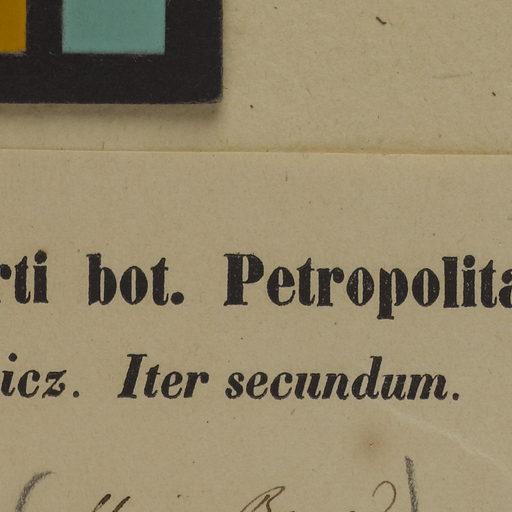 rti bot. Petropolita
icz. Iter secundum.